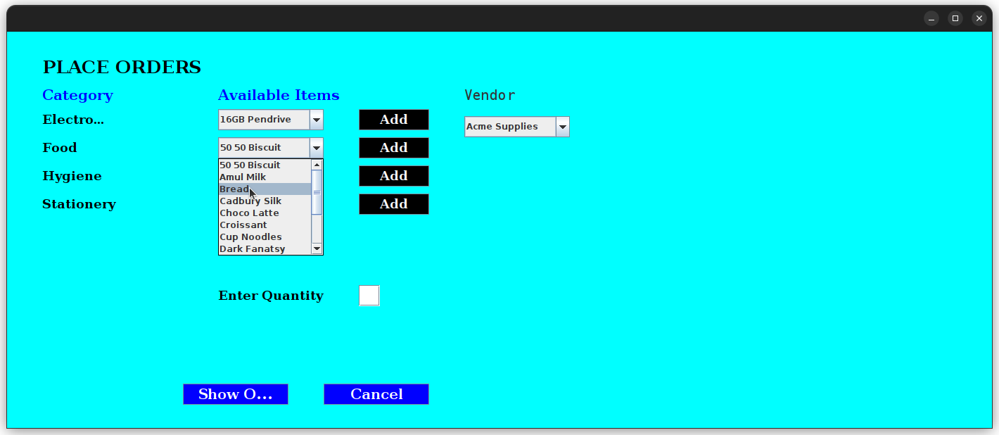 PLACE ORDERS
Category Available Items Vendor
Electro... 16GB Pendrive Add Acme Supplies
Food 50 50 Biscuit Add
50 50 Biscuit
Hygiene Amul Milk Add
Bread
Stationery Cadbury Silk Add
Choco Latte
Croissant
Cup Noodles
Dark Fanatsy
Enter Quantity
Show O... Cancel